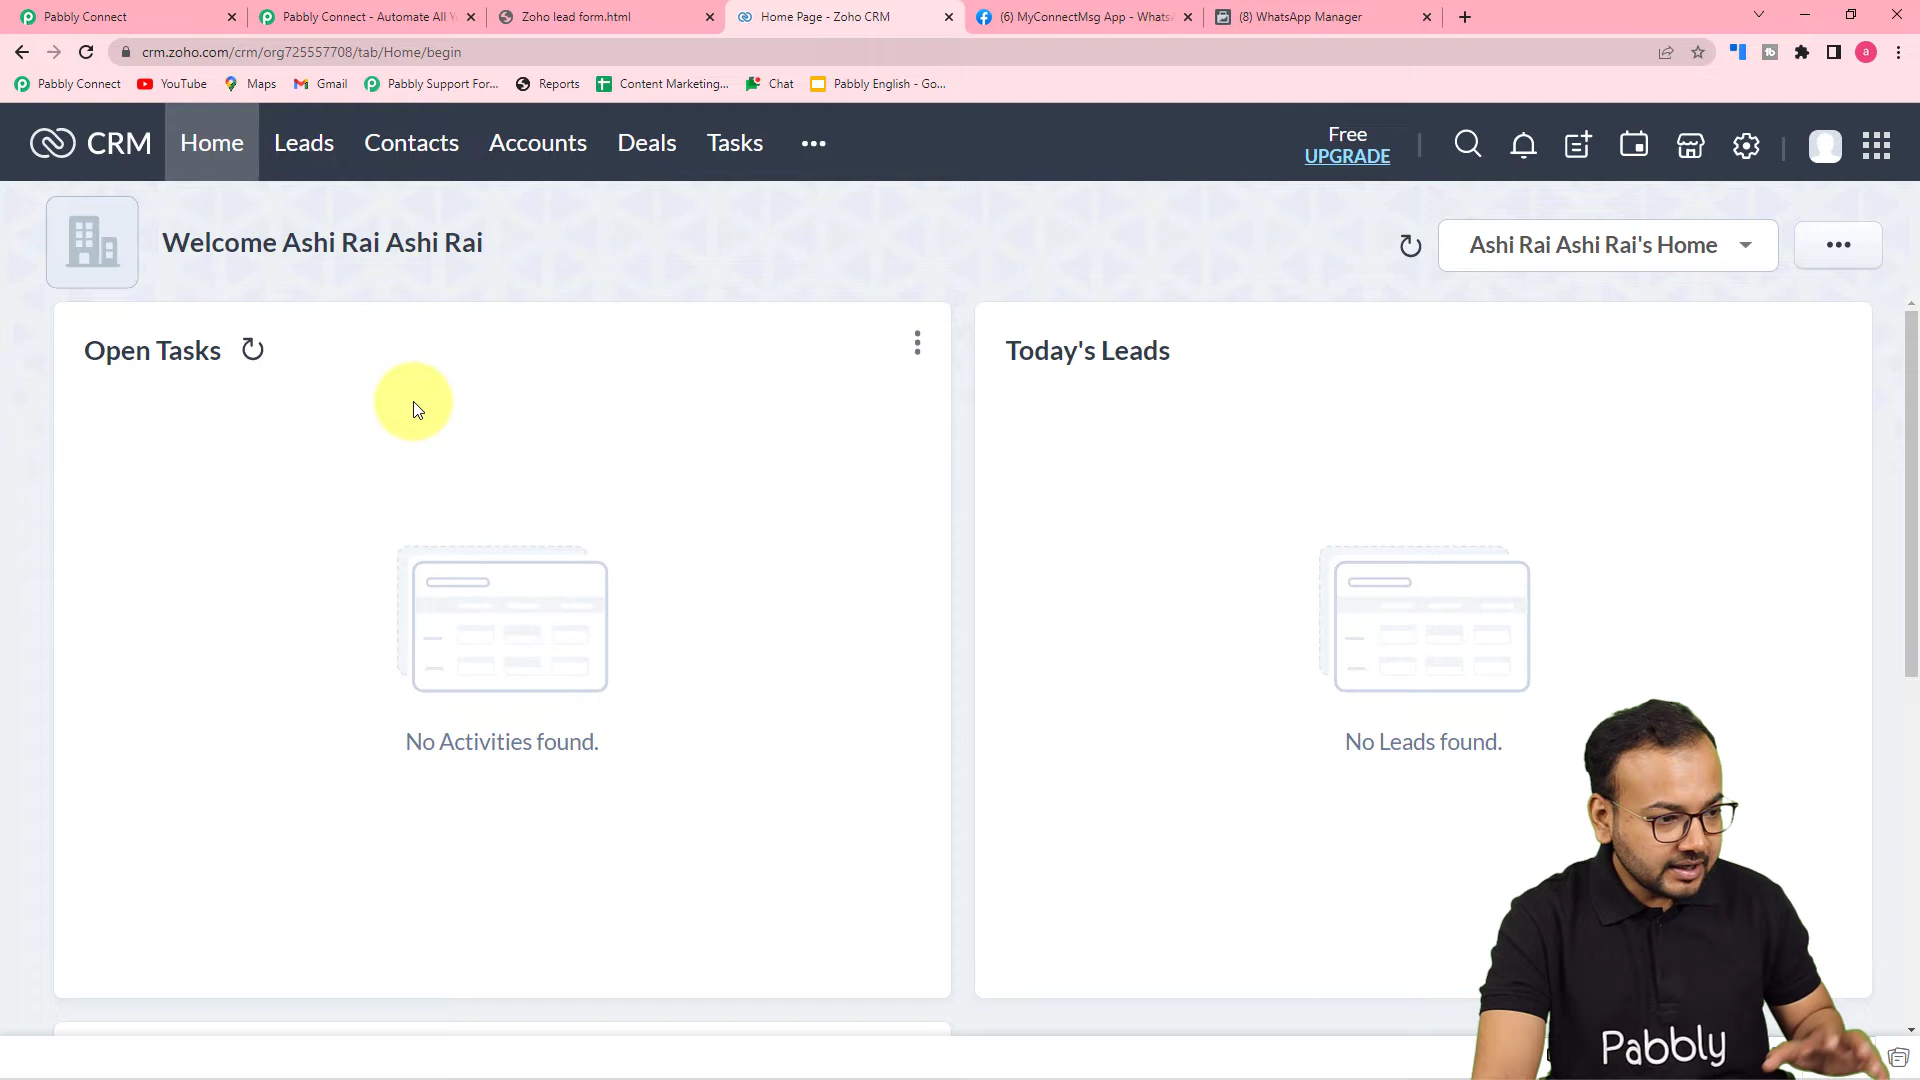 Pabbly Connect
Pabbly Connect - Automate All Y
Zoho lead form.html
Home Page - Zoho CRM
(6) MyConnectMsg App - Whats
(8) WhatsApp Manager
crm.zoho.com/crm/org725557708/tab/Home/begin
a
Pabbly Connect
YouTube
Maps
Gmail
Pabbly Support For...
Reports
Content Marketing...
Chat
Pabbly English - Go...
CRM
Home
Leads
Contacts
Accounts
Deals
Tasks
Free
UPGRADE
Welcome Ashi Rai Ashi Rai
Ashi Rai Ashi Rai's Home
Open Tasks
Today's Leads
No Activities found.
No Leads found.
Pabbly